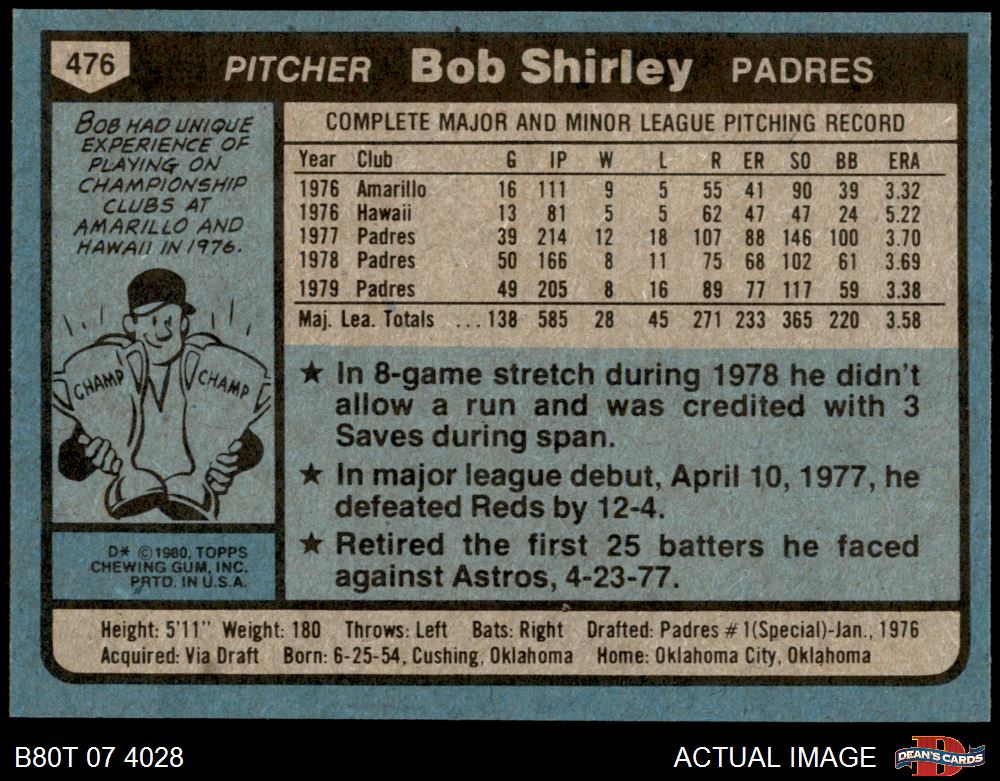 476 PITCHER Bob Shirley PADRES
BOB HAD UNIQUE
EXPERIENCE OF
PLAYING ON
CHAMPIONSHIP
CLUBS AT
AMARILLO AND
HAWAII IN 1976.
CHAMP CHAMP
D* ©1980, TOPPS
CHEWING GUM, INC.
PRTD. IN U.S.A.
COMPLETE MAJOR AND MINOR LEAGUE PITCHING RECORD
Year Club G IP W L R ER SO BB ERA
1976 Amarillo 16 111 9 5 55 41 90 39 3.32
1976 Hawaii 13 81 5 5 62 47 47 24 5.22
1977 Padres 39 214 12 18 107 88 146 100 3.70
1978 Padres 50 166 8 11 75 68 102 61 3.69
1979 Padres 49 205 8 16 89 77 117 59 3.38
Maj. Lea. Totals ...138 585 28 45 271 233 365 220 3.58
★ In 8-game stretch during 1978 he didn't
allow a run and was credited with 3
Saves during span.
★ In major league debut, April 10, 1977, he
defeated Reds by 12-4.
★ Retired the first 25 batters he faced
against Astros, 4-23-77.
Height: 5'11" Weight: 180 Throws: Left Bats: Right Drafted: Padres #1(Special)-Jan., 1976
Acquired: Via Draft Born: 6-25-54, Cushing, Oklahoma Home: Oklahoma City, Oklahoma
B80T 07 4028 ACTUAL IMAGE D DEAN'S CARDS